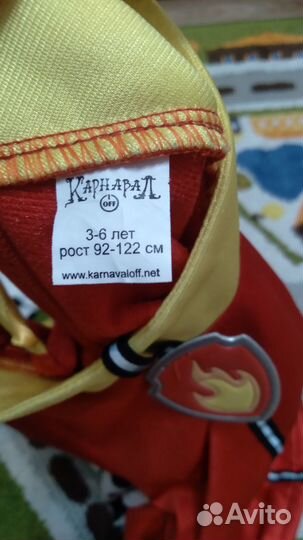 КАРНАВАЛ
OFF
3-6 лет
рост 92-122 см
www.karnavaloff.net
Avito